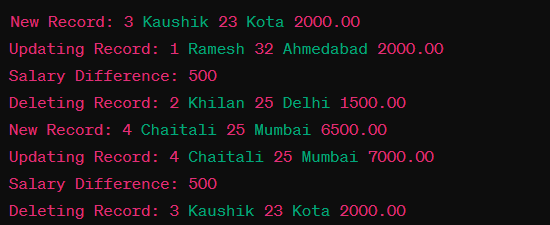 New Record: 3 Kaushik 23 Kota 2000.00
Updating Record: 1 Ramesh 32 Ahmedabad 2000.00
Salary Difference: 500
Deleting Record: 2 Khilan 25 Delhi 1500.00
New Record: 4 Chaitali 25 Mumbai 6500.00
Updating Record: 4 Chaitali 25 Mumbai 7000.00
Salary Difference: 500
Deleting Record: 3 Kaushik 23 Kota 2000.00